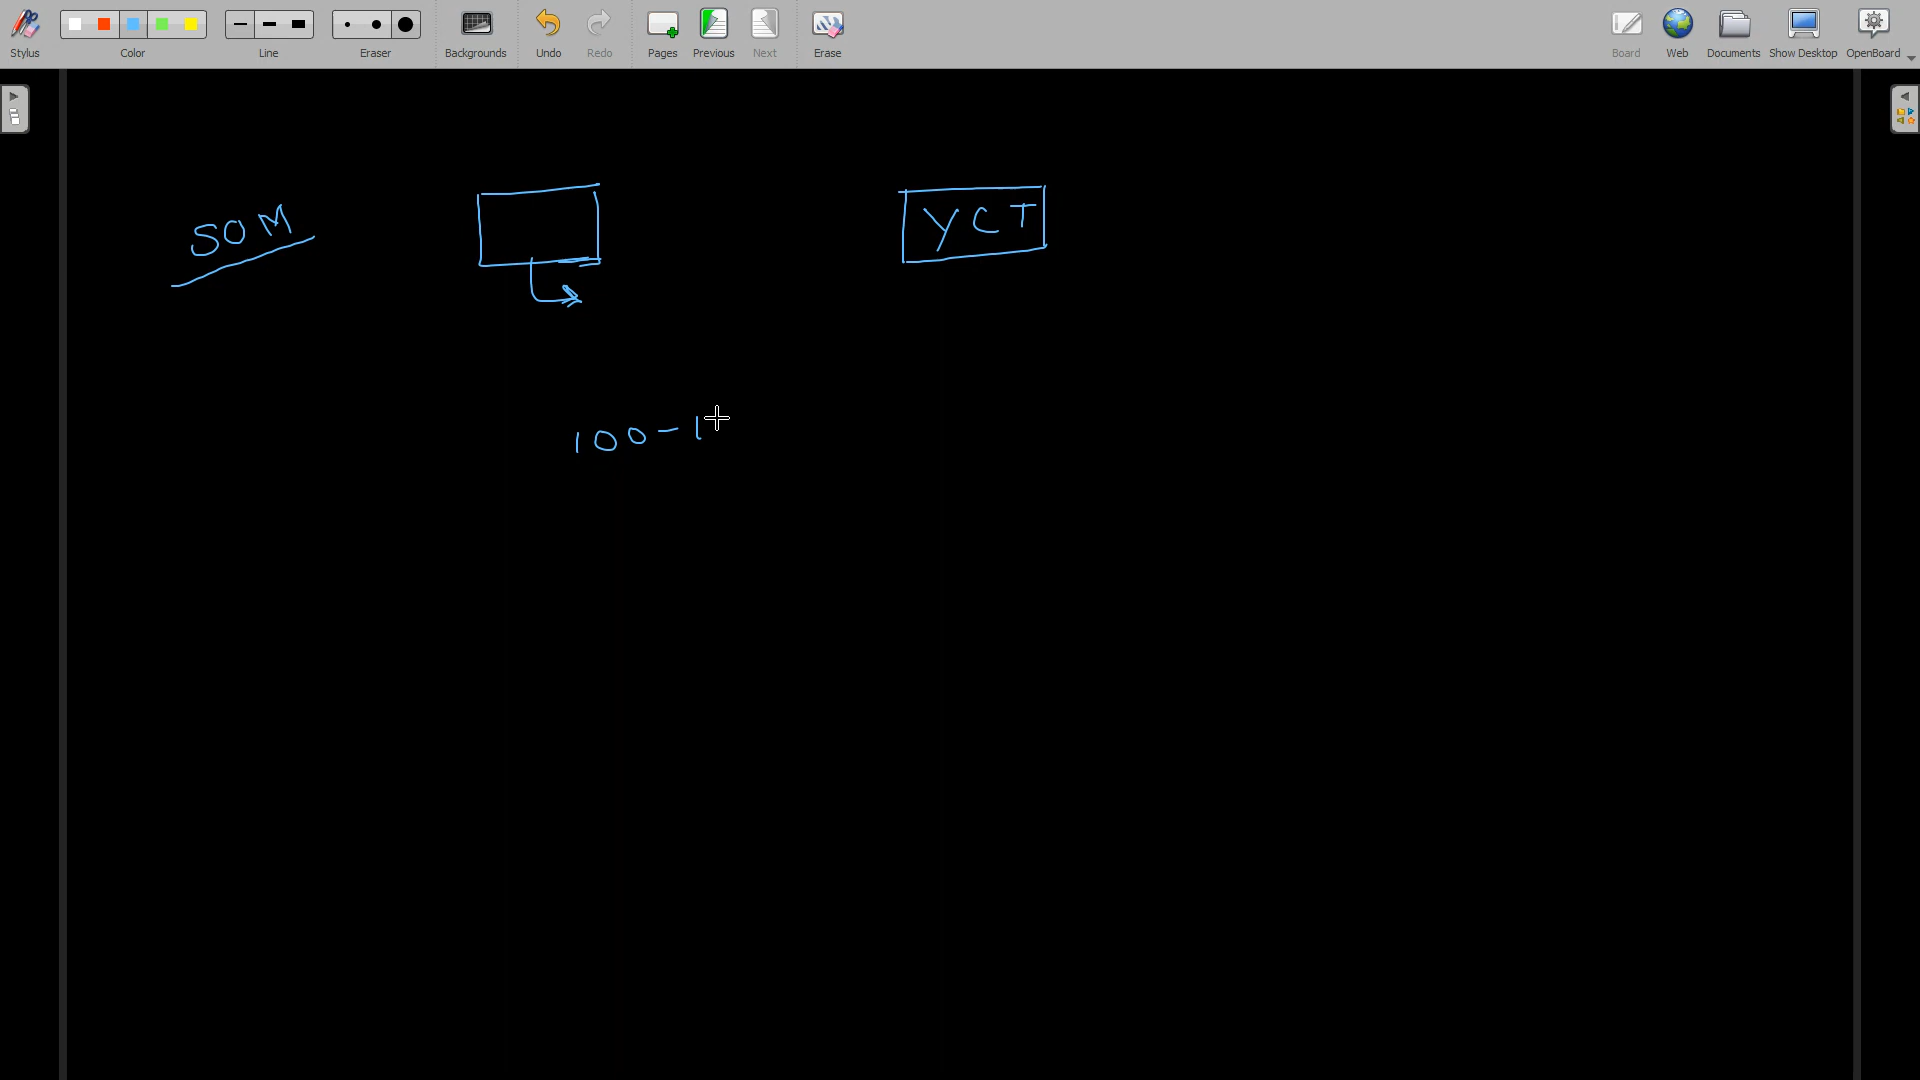 Stylus Color Line Eraser Backgrounds Undo Redo Pages Previous Next Erase Board Web Documents Show Desktop OpenBoard
SOM YCT
100-1